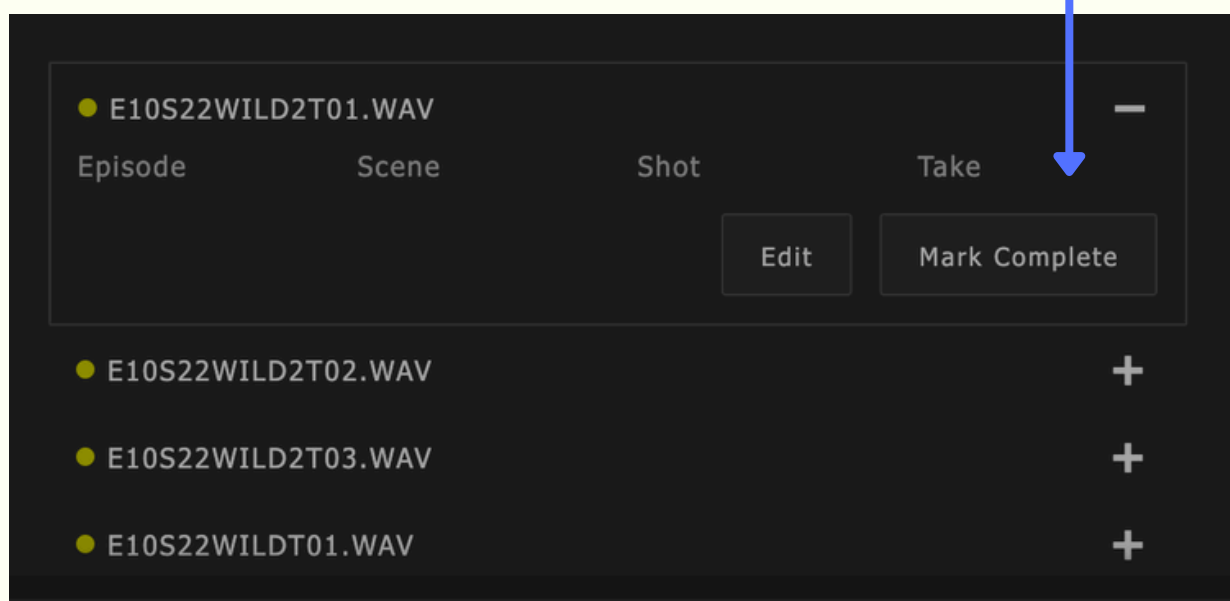 E10S22WILD2T01.WAV
Episode Scene Shot Take
Edit Mark Complete
E10S22WILD2T02.WAV
E10S22WILD2T03.WAV
E10S22WILDT01.WAV